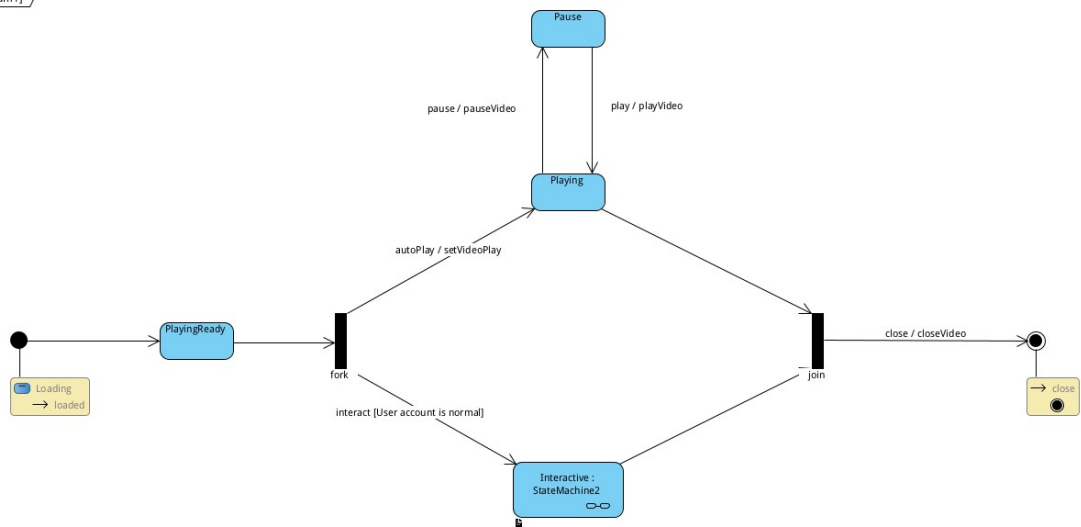 Pause
pause / pauseVideo
play / playVideo
Playing
autoPlay / setVideoPlay
PlayingReady
close / closeVideo
fork
join
Loading
loaded
close
interact [User account is normal]
Interactive :
StateMachine2